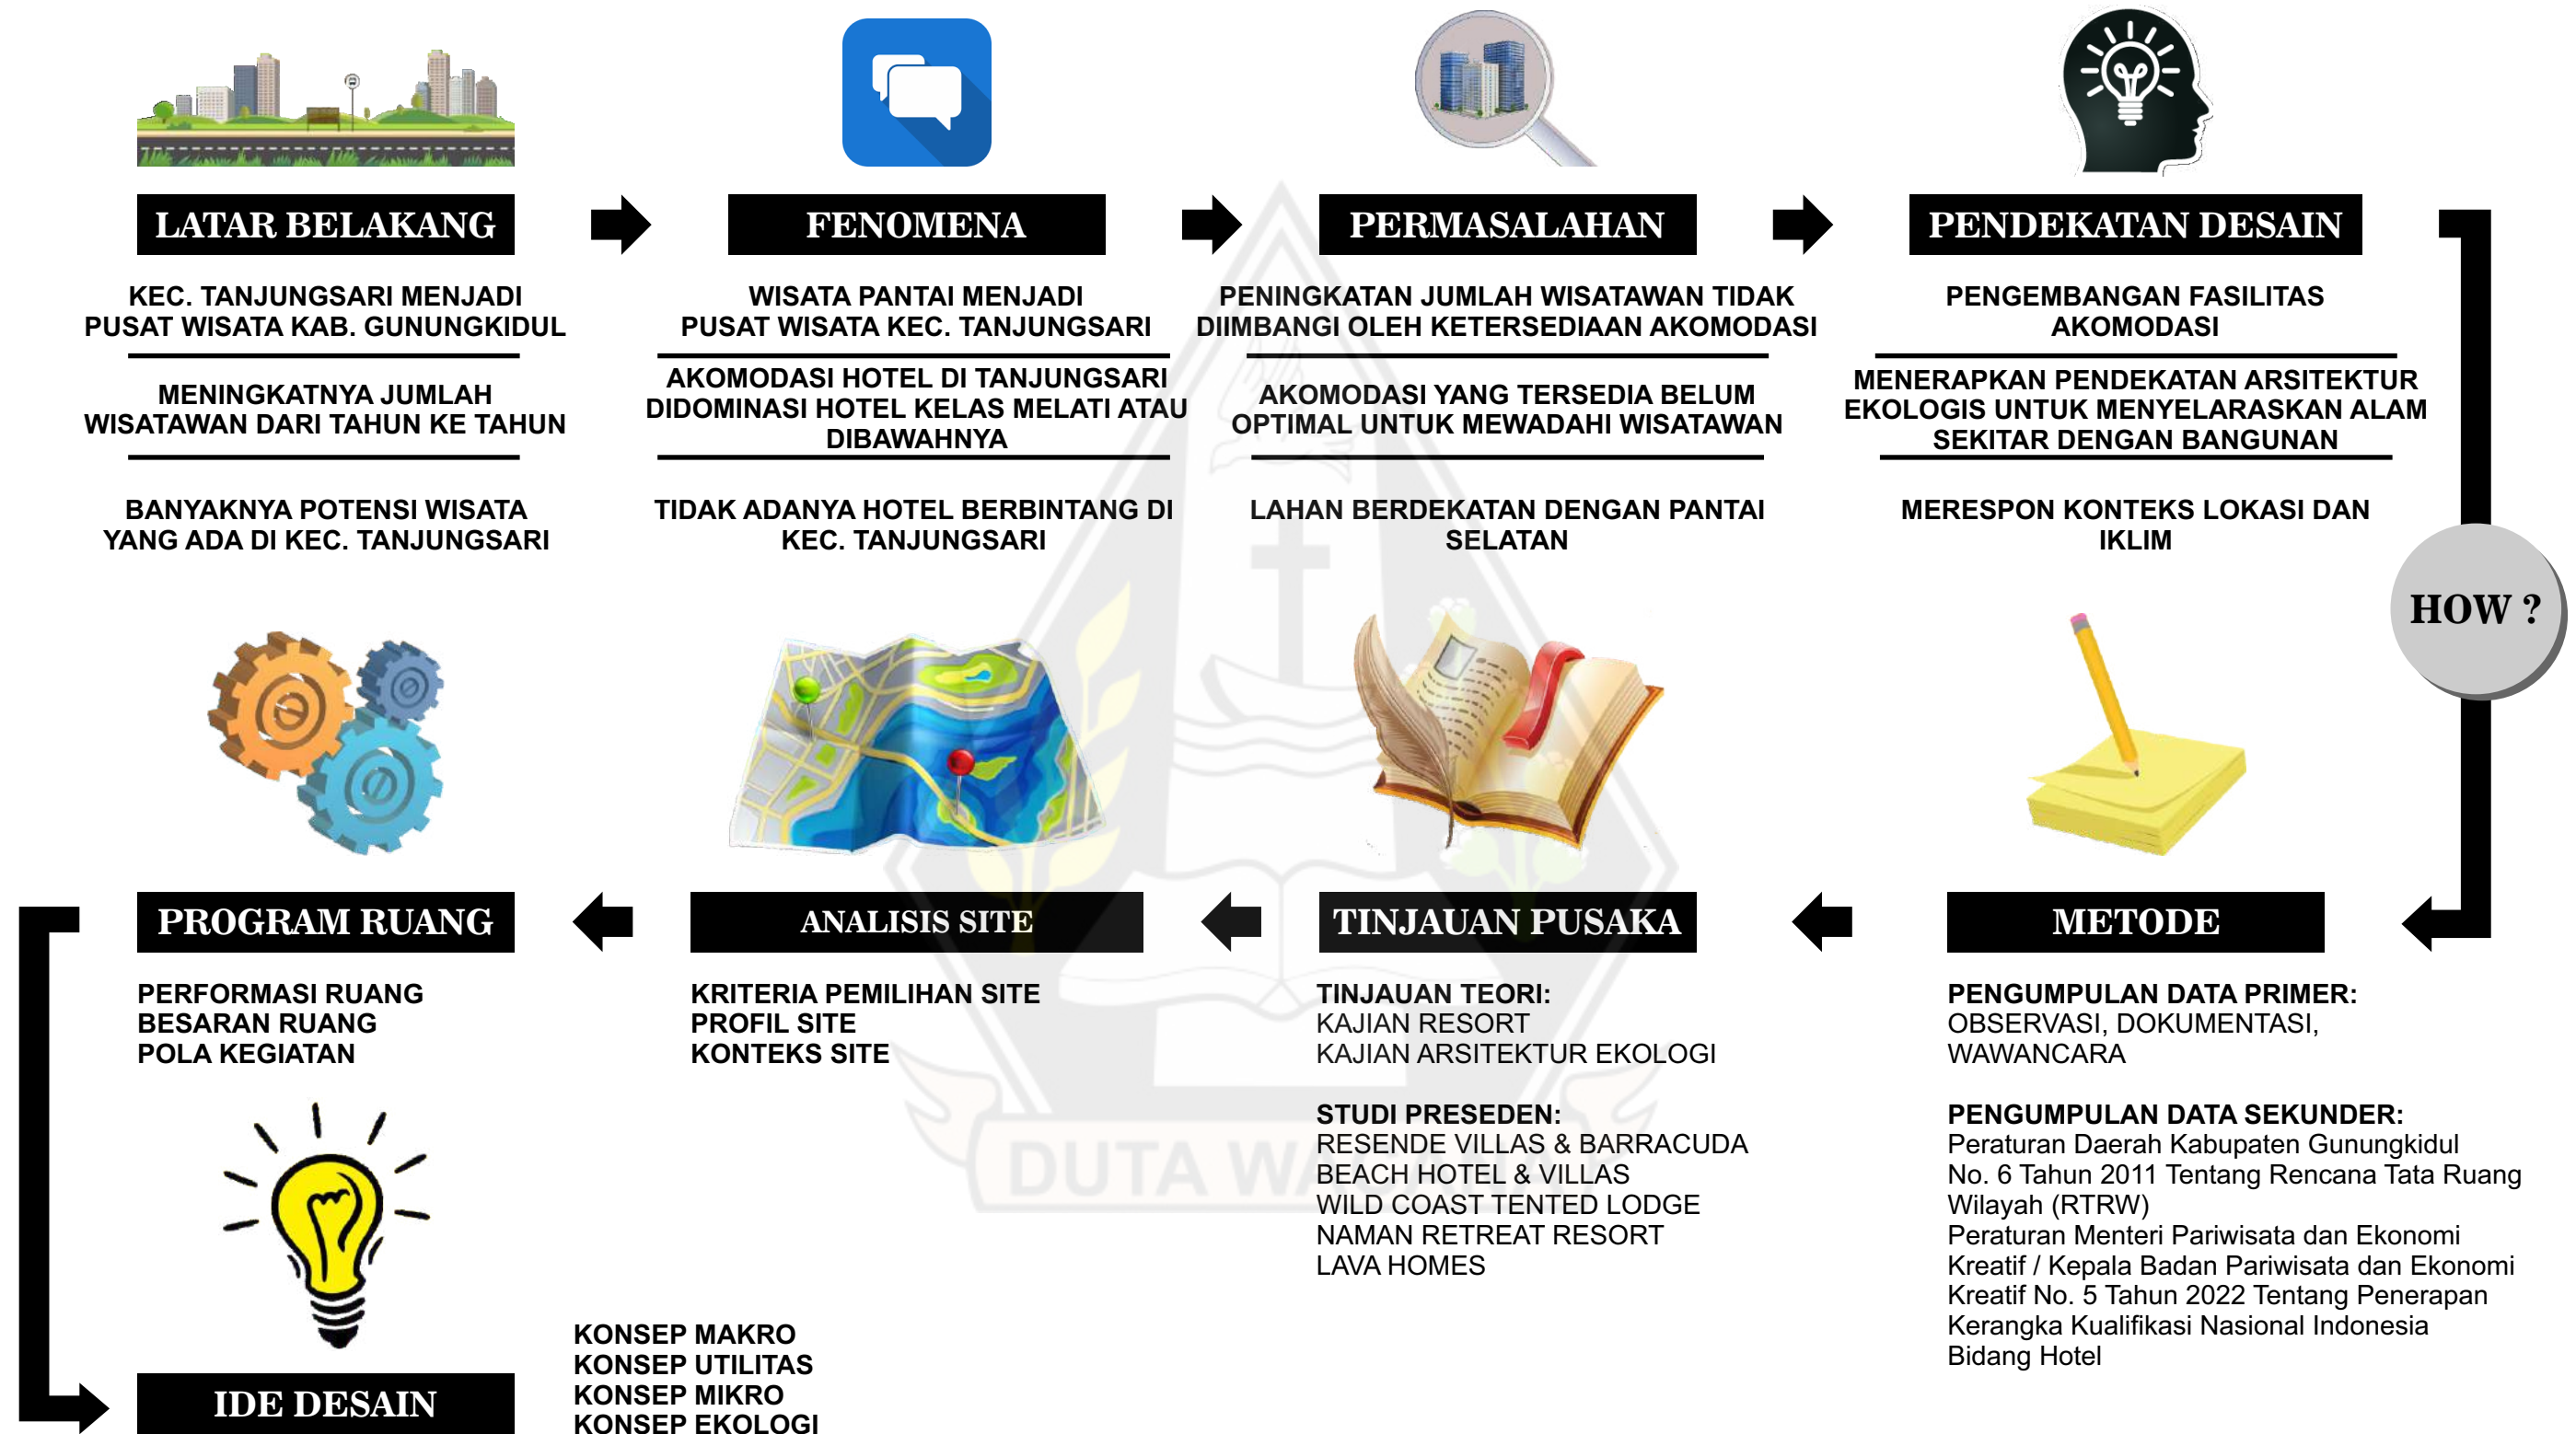 LATAR BELAKANG
KEC. TANJUNGSARI MENJADI
PUSAT WISATA KAB. GUNUNGKIDUL
MENINGKATNYA JUMLAH
WISATAWAN DARI TAHUN KE TAHUN
BANYAKNYA POTENSI WISATA
YANG ADA DI KEC. TANJUNGSARI
FENOMENA
WISATA PANTAI MENJADI
PUSAT WISATA KEC. TANJUNGSARI
AKOMODASI HOTEL DI TANJUNGSARI
DIDOMINASI HOTEL KELAS MELATI ATAU
DIBAWAHNYA
TIDAK ADANYA HOTEL BERBINTANG DI
KEC. TANJUNGSARI
PERMASALAHAN
PENINGKATAN JUMLAH WISATAWAN TIDAK
DIIMBANGI OLEH KETERSEDIAAN AKOMODASI
AKOMODASI YANG TERSEDIA BELUM
OPTIMAL UNTUK MEWADAHI WISATAWAN
LAHAN BERDEKATAN DENGAN PANTAI
SELATAN
PENDEKATAN DESAIN
PENGEMBANGAN FASILITAS
AKOMODASI
MENERAPKAN PENDEKATAN ARSITEKTUR
EKOLOGIS UNTUK MENYELARASKAN ALAM
SEKITAR DENGAN BANGUNAN
MERESPON KONTEKS LOKASI DAN
IKLIM
HOW ?
METODE
PENGUMPULAN DATA PRIMER:
OBSERVASI, DOKUMENTASI,
WAWANCARA
PENGUMPULAN DATA SEKUNDER:
Peraturan Daerah Kabupaten Gunungkidul
No. 6 Tahun 2011 Tentang Rencana Tata Ruang
Wilayah (RTRW)
Peraturan Menteri Pariwisata dan Ekonomi
Kreatif / Kepala Badan Pariwisata dan Ekonomi
Kreatif No. 5 Tahun 2022 Tentang Penerapan
Kerangka Kualifikasi Nasional Indonesia
Bidang Hotel
TINJAUAN PUSAKA
TINJAUAN TEORI:
KAJIAN RESORT
KAJIAN ARSITEKTUR EKOLOGI
STUDI PRESEDEN:
RESENDE VILLAS & BARRACUDA
BEACH HOTEL & VILLAS
WILD COAST TENTED LODGE
NAMAN RETREAT RESORT
LAVA HOMES
ANALISIS SITE
KRITERIA PEMILIHAN SITE
PROFIL SITE
KONTEKS SITE
PROGRAM RUANG
PERFORMASI RUANG
BESARAN RUANG
POLA KEGIATAN
IDE DESAIN
KONSEP MAKRO
KONSEP UTILITAS
KONSEP MIKRO
KONSEP EKOLOGI
DUTA WACANA